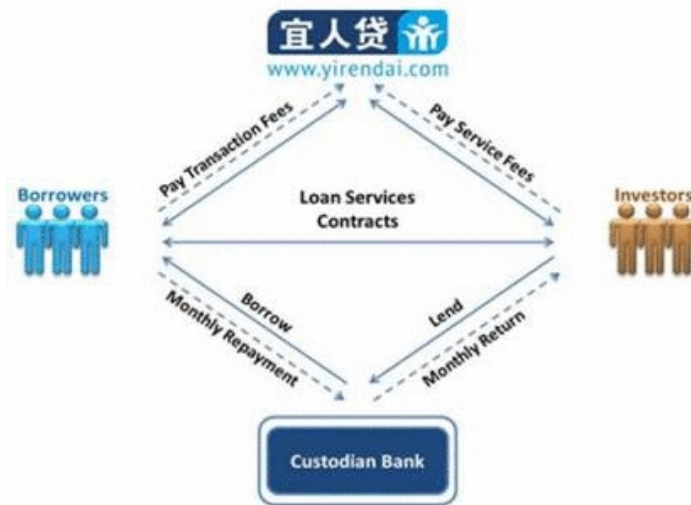 宜人贷
www.yirendai.com
Pay Transaction Fees
Pay Service Fees
Borrowers
Loan Services
Contracts
Investors
Borrow
Monthly Repayment
Lend
Monthly Return
Custodian Bank